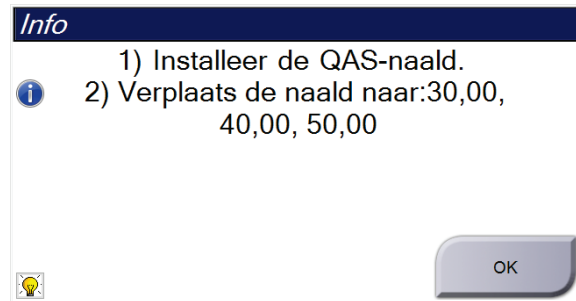 Info
1) Installeer de QAS-naald.
2) Verplaats de naald naar:30,00,
40,00, 50,00
OK